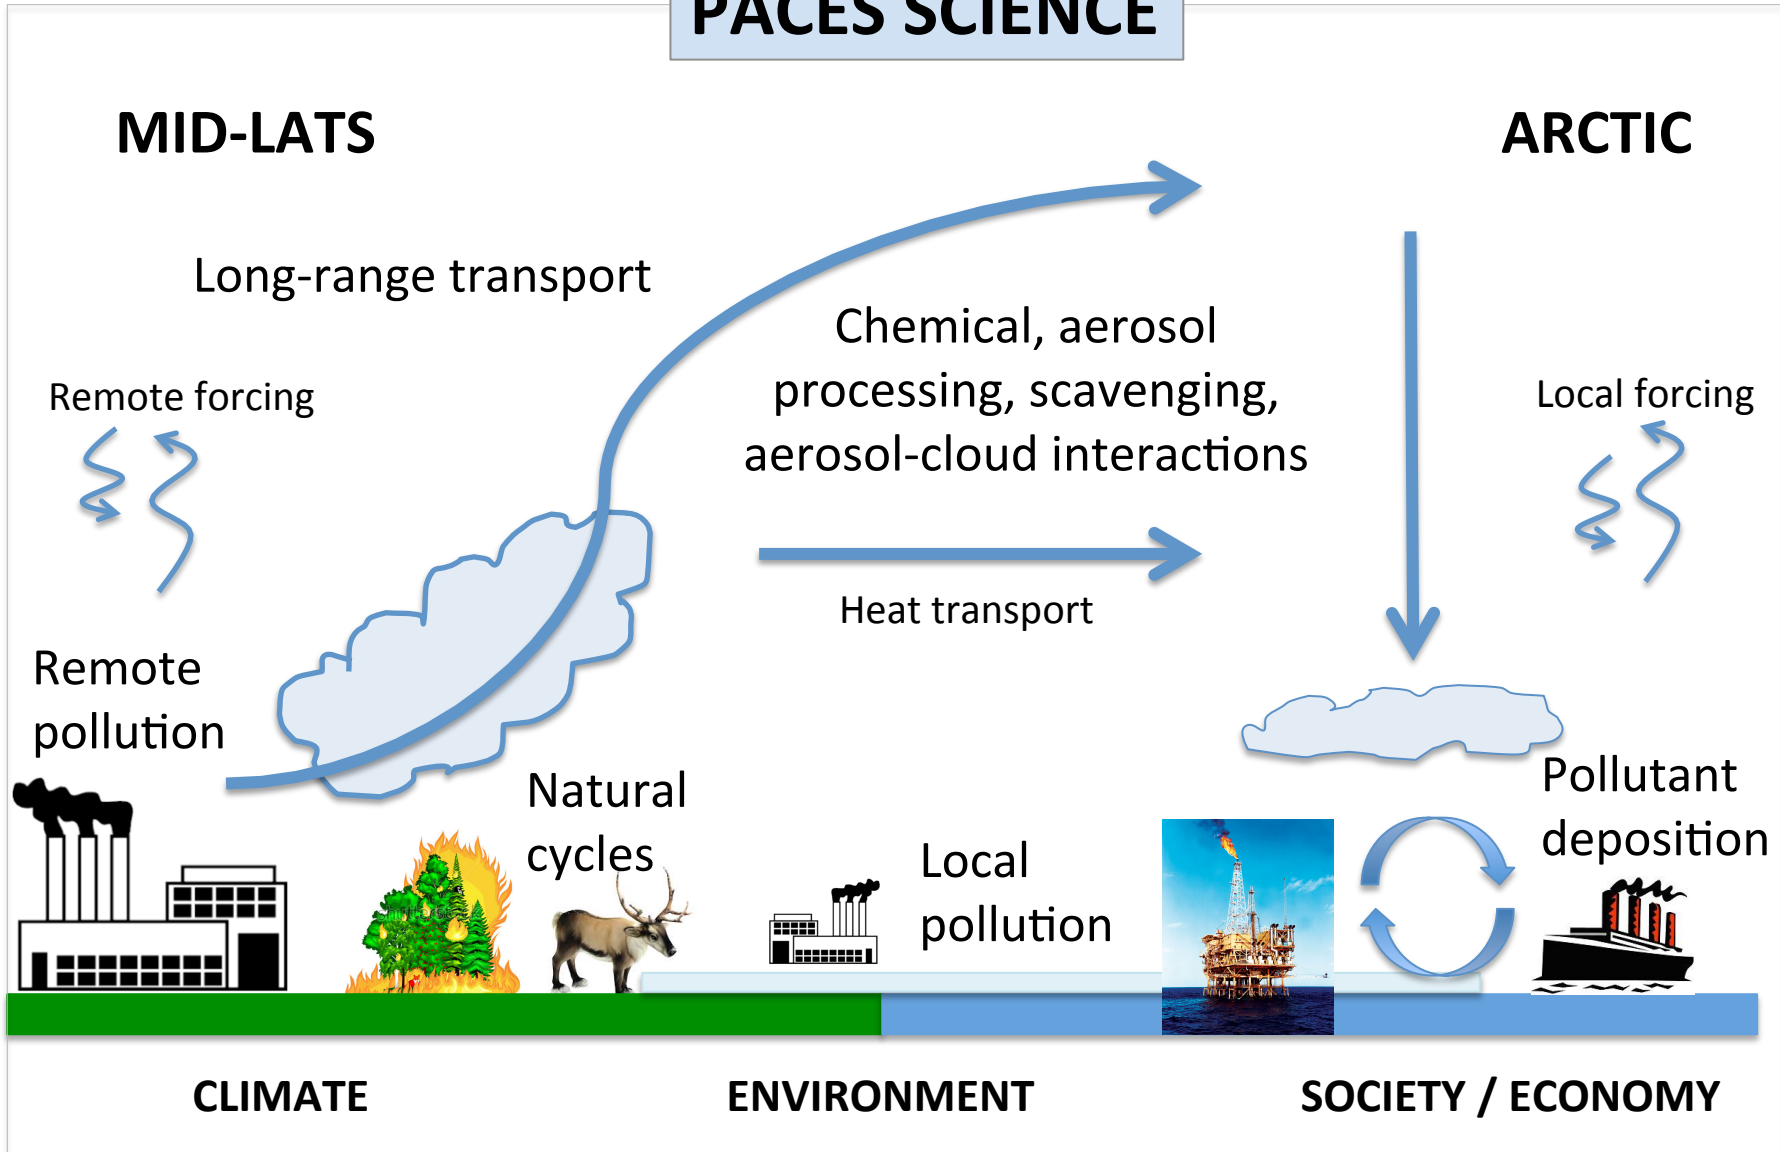 PACES SCIENCE
MID-LATS
ARCTIC
Long-range transport
Chemical, aerosol
processing, scavenging,
aerosol-cloud interactions
Remote forcing
Local forcing
Heat transport
Remote
pollution
Natural
cycles
Local
pollution
Pollutant
deposition
CLIMATE
ENVIRONMENT
SOCIETY / ECONOMY